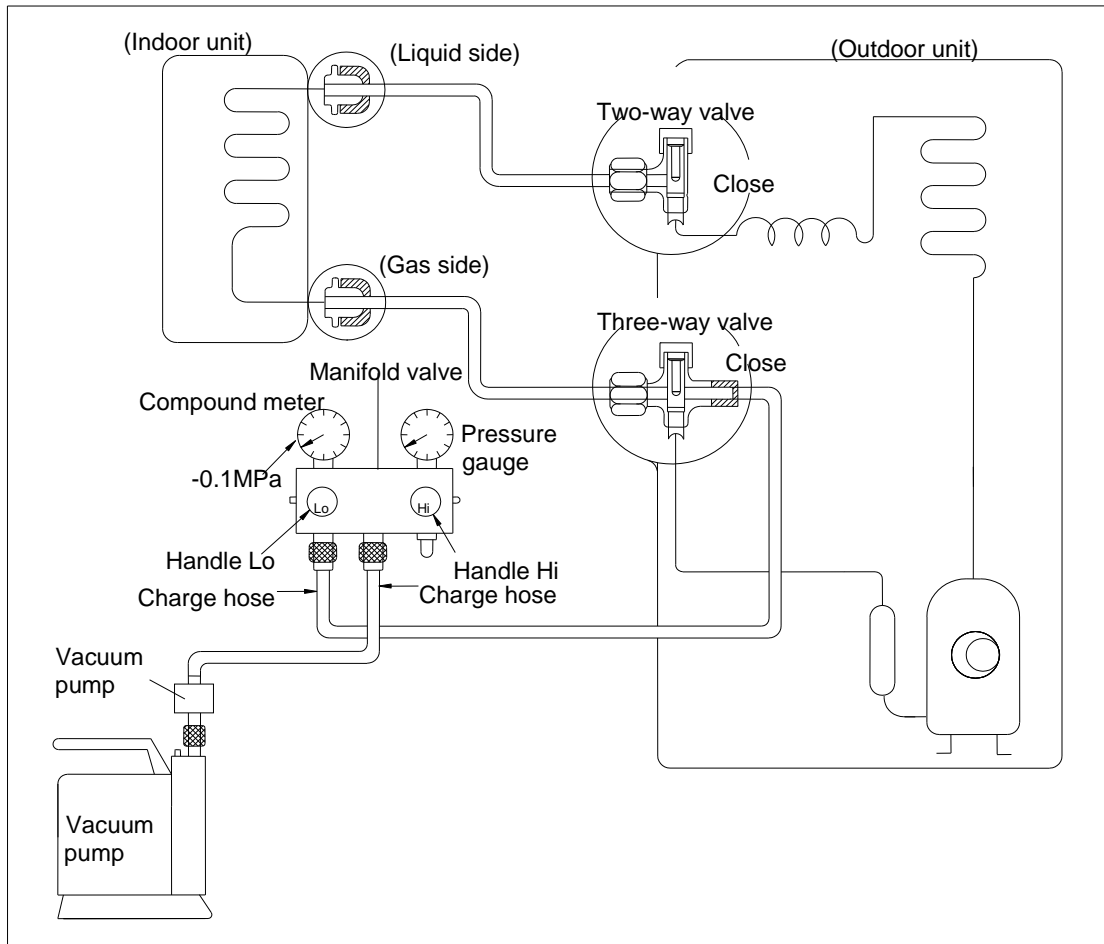 (Indoor unit)
(Liquid side)
(Outdoor unit)
Two-way valve
Close
(Gas side)
Three-way valve
Close
Manifold valve
Compound meter
Pressure
gauge
-0.1MPa
Lo
Hi
Handle Lo
Handle Hi
Charge hose
Charge hose
Vacuum
pump
Vacuum
pump